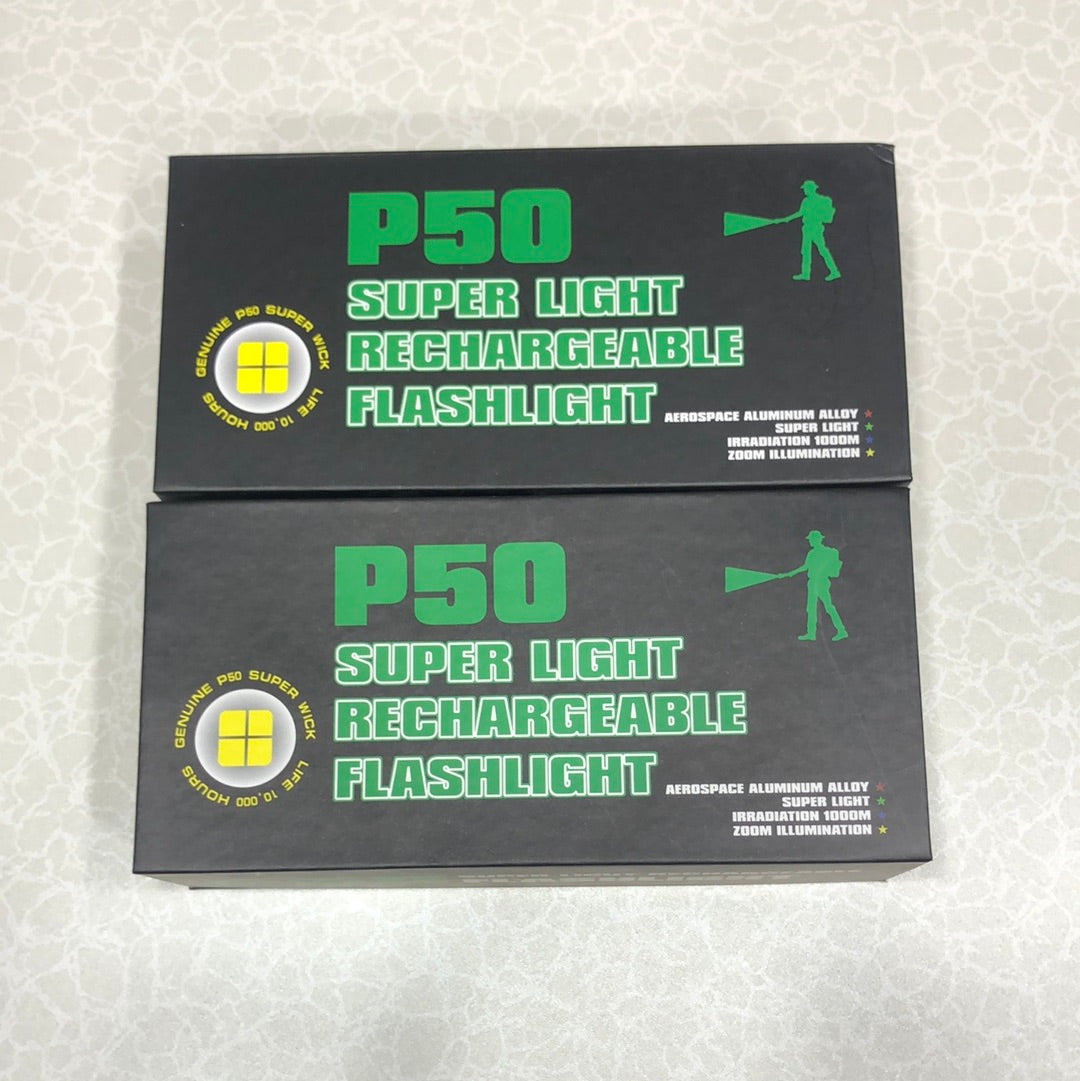 P50
SUPER LIGHT
RECHARGEABLE
FLASHLIGHT
GENUINE P50 SUPER WICK
LIFE 10,000 HOURS
AEROSPACE ALUMINUM ALLOY
SUPER LIGHT
IRRADIATION 1000M
ZOOM ILLUMINATION
P50
SUPER LIGHT
RECHARGEABLE
FLASHLIGHT
GENUINE P50 SUPER WICK
LIFE 10,000 HOURS
AEROSPACE ALUMINUM ALLOY
SUPER LIGHT
IRRADIATION 1000M
ZOOM ILLUMINATION